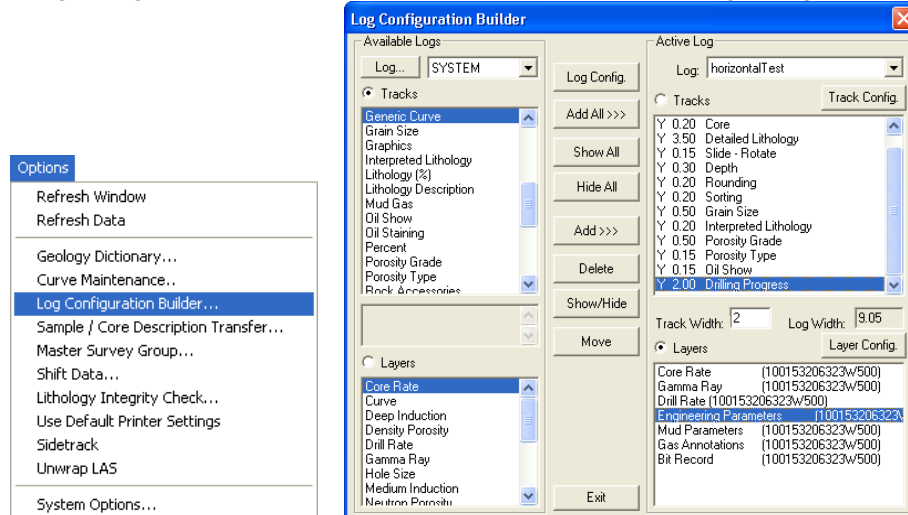 Options
Refresh Window
Refresh Data
Geology Dictionary...
Curve Maintenance..
Log Configuration Builder...
Sample / Core Description Transfer...
Master Survey Group...
Shift Data...
Lithology Integrity Check...
Use Default Printer Settings
Sidetrack
Unwrap LAS
System Options...
Log Configuration Builder
Available Logs
Log... SYSTEM
Tracks
Generic Curve
Grain Size
Graphics
Interpreted Lithology
Lithology (%)
Lithology Description
Mud Gas
Oil Show
Oil Staining
Percent
Porosity Grade
Porosity Type
Rock Accessories
Layers
Core Rate
Curve
Deep Induction
Density Porosity
Drill Rate
Gamma Ray
Hole Size
Medium Induction
Neutron Porosity
Log Config.
Add All >>>
Show All
Hide All
Add >>>
Delete
Show/Hide
Move
Exit
Active Log
Log: horizontalTest
Tracks Track Config.
Y 0.20 Core
Y 3.50 Detailed Lithology
Y 0.15 Slide - Rotate
Y 0.30 Depth
Y 0.20 Rounding
Y 0.20 Sorting
Y 0.50 Grain Size
Y 0.20 Interpreted Lithology
Y 0.50 Porosity Grade
Y 0.15 Porosity Type
Y 0.15 Oil Show
Y 2.00 Drilling Progress
Track Width: 2 Log Width: 9.05
Layers Layer Config.
Core Rate (100153206323W500)
Gamma Ray (100153206323W500)
Drill Rate (100153206323W500)
Engineering Parameters (100153206323
Mud Parameters (100153206323W500)
Gas Annotations (100153206323W500)
Bit Record (100153206323W500)